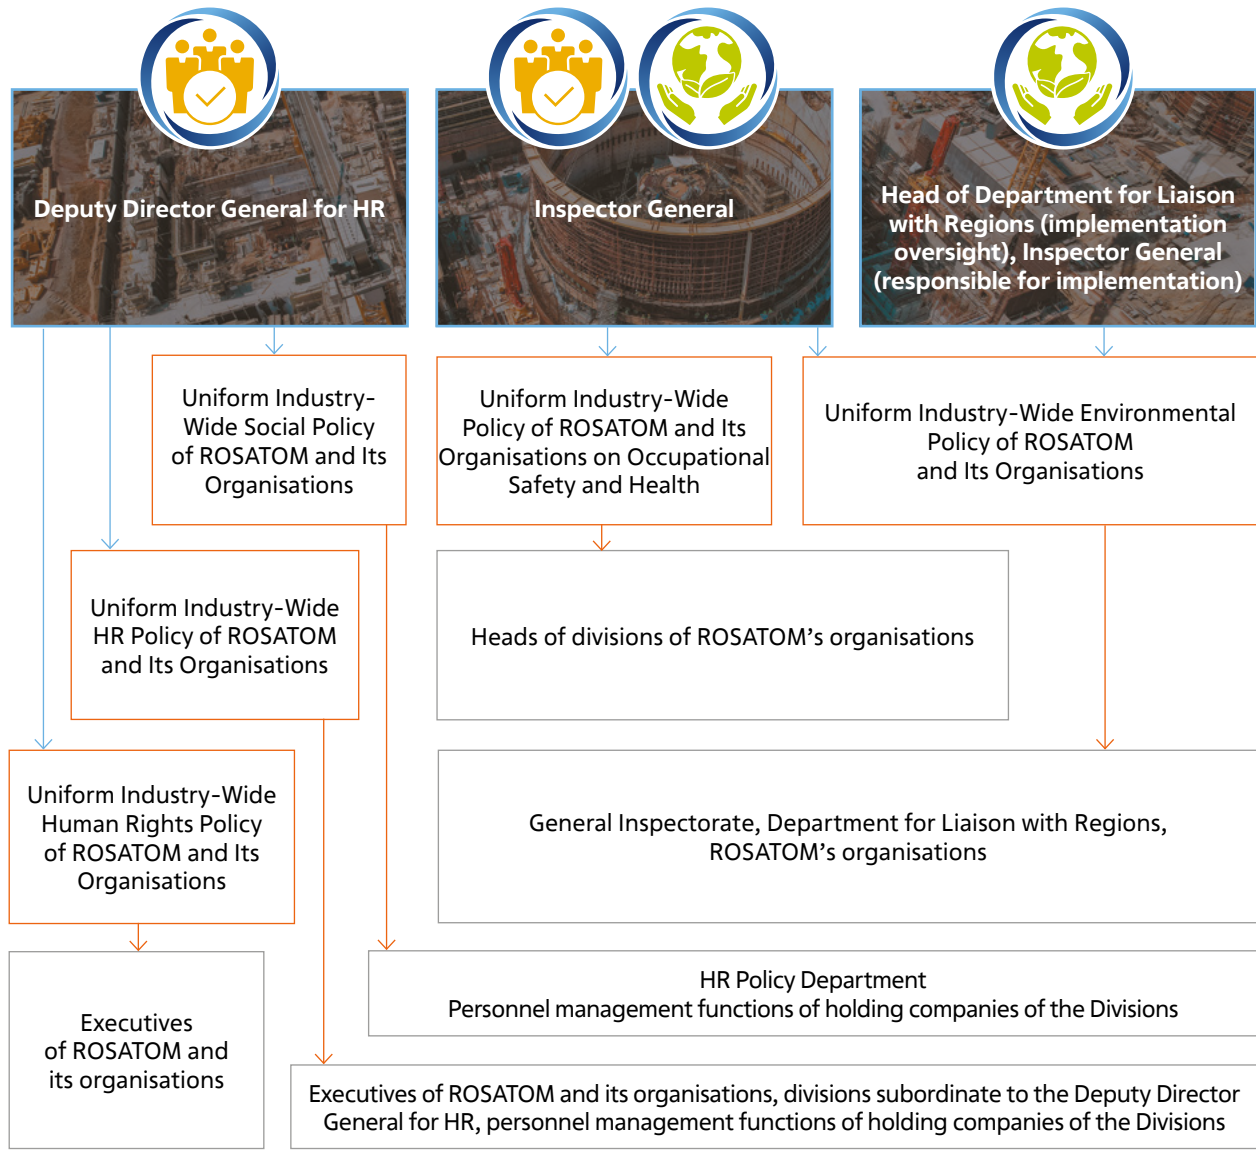 Deputy Director General for HR
Inspector General
Head of Department for Liaison
with Regions (implementation
oversight), Inspector General
(responsible for implementation)
Uniform Industry-
Wide Social Policy
of ROSATOM and Its
Organisations
Uniform Industry-Wide
Policy of ROSATOM and Its
Organisations on Occupational
Safety and Health
Uniform Industry-Wide Environmental
Policy of ROSATOM
and Its Organisations
Uniform Industry-Wide
HR Policy of ROSATOM
and Its Organisations
Heads of divisions of ROSATOM’s organisations
Uniform Industry-Wide
Human Rights Policy
of ROSATOM and Its
Organisations
General Inspectorate, Department for Liaison with Regions,
ROSATOM’s organisations
Executives
of ROSATOM and
its organisations
HR Policy Department
Personnel management functions of holding companies of the Divisions
Executives of ROSATOM and its organisations, divisions subordinate to the Deputy Director
General for HR, personnel management functions of holding companies of the Divisions